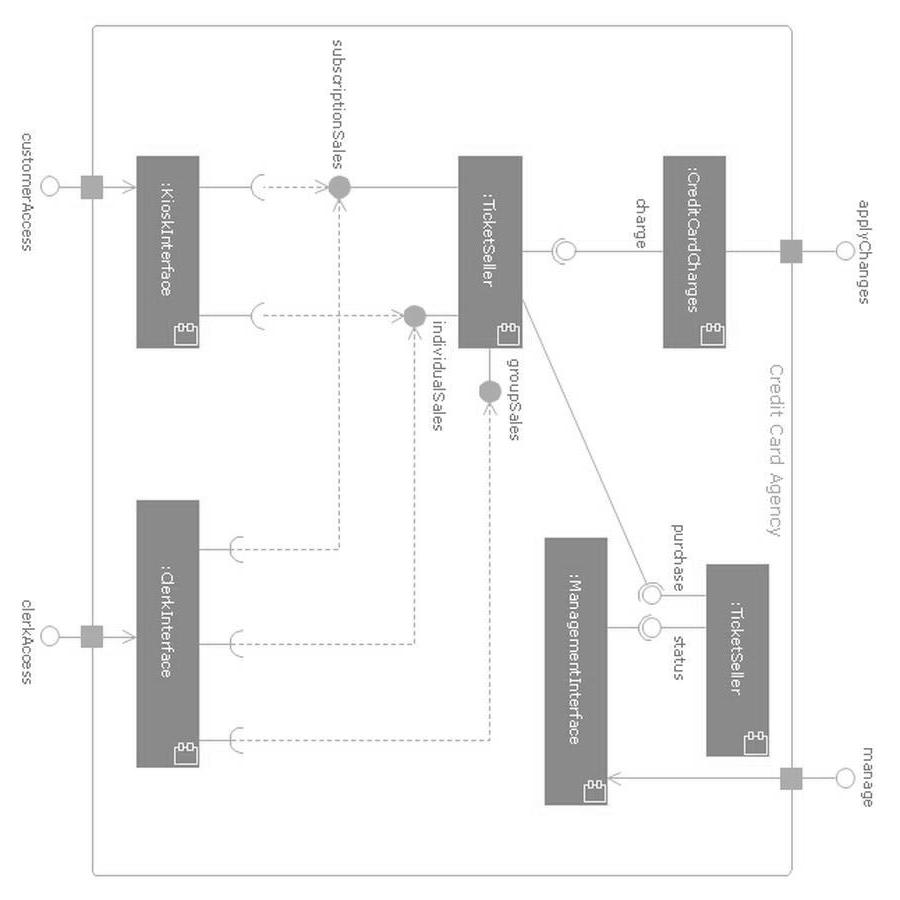 applyChanges
manage
Credit Card Agency
:CreditCardCharges
:TicketSeller
charge
purchase
status
:ManagementInterface
groupSales
:TicketSeller
individualSales
subscriptionSales
:KioskInterface
:ClerkInterface
customerAccess
clerkAccess